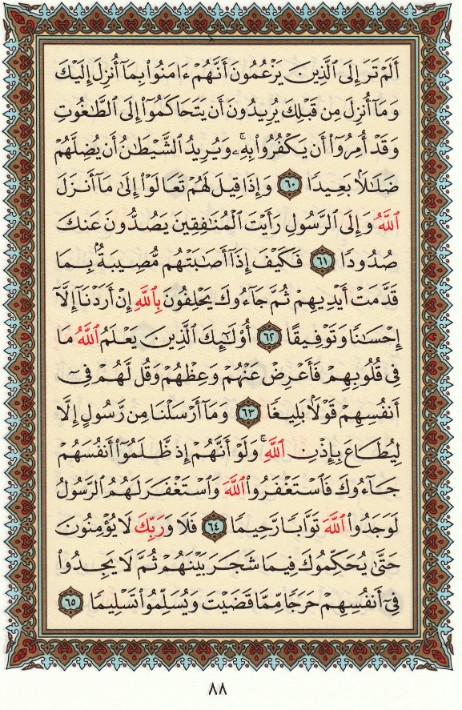 أَلَمْ تَرَ إِلَى ٱلَّذِينَ يَزْعُمُونَ أَنَّهُمْ ءَامَنُوا۟ بِمَآ أُنزِلَ إِلَيْكَ
وَمَآ أُنزِلَ مِن قَبْلِكَ يُرِيدُونَ أَن يَتَحَاكَمُوٓا۟ إِلَى ٱلطَّٰغُوتِ
وَقَدْ أُمِرُوٓا۟ أَن يَكْفُرُوا۟ بِهِۦ وَيُرِيدُ ٱلشَّيْطَٰنُ أَن يُضِلَّهُمْ
ضَلَٰلًۢا بَعِيدًا ٦٠ وَإِذَا قِيلَ لَهُمْ تَعَالَوْا۟ إِلَىٰ مَآ أَنزَلَ
ٱللَّهُ وَإِلَى ٱلرَّسُولِ رَأَيْتَ ٱلْمُنَٰفِقِينَ يَصُدُّونَ عَنكَ
صُدُودًا ٦١ فَكَيْفَ إِذَآ أَصَٰبَتْهُم مُّصِيبَةٌۢ بِمَا
قَدَّمَتْ أَيْدِيهِمْ ثُمَّ جَآءُوكَ يَحْلِفُونَ بِٱللَّهِ إِنْ أَرَدْنَآ إِلَّآ
إِحْسَٰنًا وَتَوْفِيقًا ٦٢ أُو۟لَٰٓئِكَ ٱلَّذِينَ يَعْلَمُ ٱللَّهُ مَا
فِى قُلُوبِهِمْ فَأَعْرِضْ عَنْهُمْ وَعِظْهُمْ وَقُل لَّهُمْ فِىٓ
أَنفُسِهِمْ قَوْلًۢا بَلِيغًا ٦٣ وَمَآ أَرْسَلْنَا مِن رَّسُولٍ إِلَّا
لِيُطَاعَ بِإِذْنِ ٱللَّهِ ۚ وَلَوْ أَنَّهُمْ إِذ ظَّلَمُوٓا۟ أَنفُسَهُمْ
جَآءُوكَ فَٱسْتَغْفَرُوا۟ ٱللَّهَ وَٱسْتَغْفَرَ لَهُمُ ٱلرَّسُولُ
لَوَجَدُوا۟ ٱللَّهَ تَوَّابًا رَّحِيمًا ٦٤ فَلَا وَرَبِّكَ لَا يُؤْمِنُونَ
حَتَّىٰ يُحَكِّمُوكَ فِيمَا شَجَرَ بَيْنَهُمْ ثُمَّ لَا يَجِدُوا۟
فِىٓ أَنفُسِهِمْ حَرَجًا مِّمَّا قَضَيْتَ وَيُسَلِّمُوا۟ تَسْلِيمًا ٦٥
٨٨